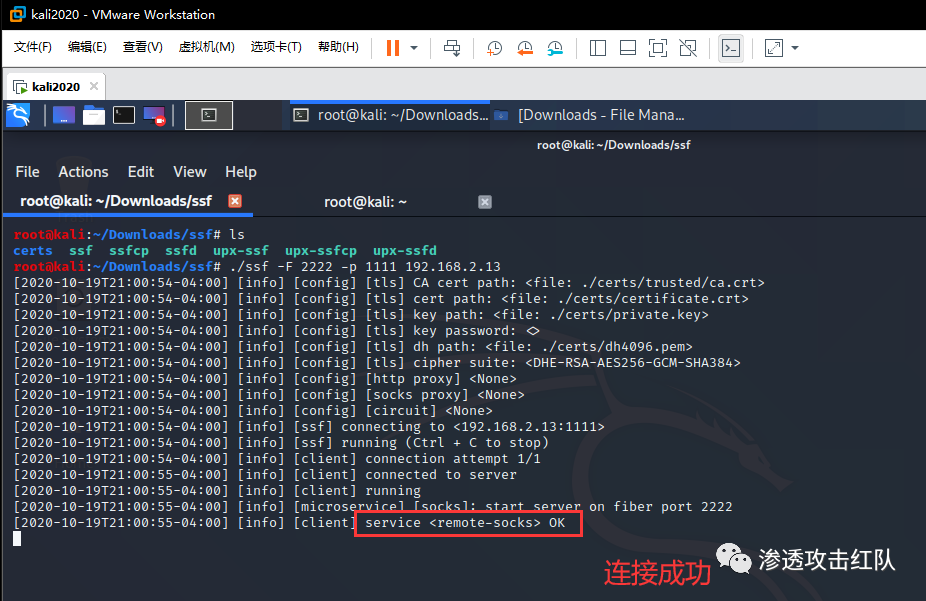 kali2020 - VMware Workstation
文件(F) 编辑(E) 查看(V) 虚拟机(M) 选项卡(T) 帮助(H)
kali2020
root@kali: ~/Downloads... [Downloads - File Mana...
root@kali: ~/Downloads/ssf
File Actions Edit View Help
root@kali: ~/Downloads/ssf root@kali: ~
root@kali:~/Downloads/ssf# ls
certs ssf ssfcp ssfd upx-ssf upx-ssfcp upx-ssfd
root@kali:~/Downloads/ssf# ./ssf -F 2222 -p 1111 192.168.2.13
[2020-10-19T21:00:54-04:00] [info] [config] [tls] CA cert path: <file: ./certs/trusted/ca.crt>
[2020-10-19T21:00:54-04:00] [info] [config] [tls] cert path: <file: ./certs/certificate.crt>
[2020-10-19T21:00:54-04:00] [info] [config] [tls] key path: <file: ./certs/private.key>
[2020-10-19T21:00:54-04:00] [info] [config] [tls] key password: <>
[2020-10-19T21:00:54-04:00] [info] [config] [tls] dh path: <file: ./certs/dh4096.pem>
[2020-10-19T21:00:54-04:00] [info] [config] [tls] cipher suite: <DHE-RSA-AES256-GCM-SHA384>
[2020-10-19T21:00:54-04:00] [info] [config] [http proxy] <None>
[2020-10-19T21:00:54-04:00] [info] [config] [socks proxy] <None>
[2020-10-19T21:00:54-04:00] [info] [config] [circuit] <None>
[2020-10-19T21:00:54-04:00] [info] [ssf] connecting to <192.168.2.13:1111>
[2020-10-19T21:00:54-04:00] [info] [ssf] running (Ctrl + C to stop)
[2020-10-19T21:00:54-04:00] [info] [client] connection attempt 1/1
[2020-10-19T21:00:55-04:00] [info] [client] connected to server
[2020-10-19T21:00:55-04:00] [info] [client] running
[2020-10-19T21:00:55-04:00] [info] [microservice] [socks]: start server on fiber port 2222
[2020-10-19T21:00:55-04:00] [info] [client] service <remote-socks> OK
连接成功
渗透攻击红队